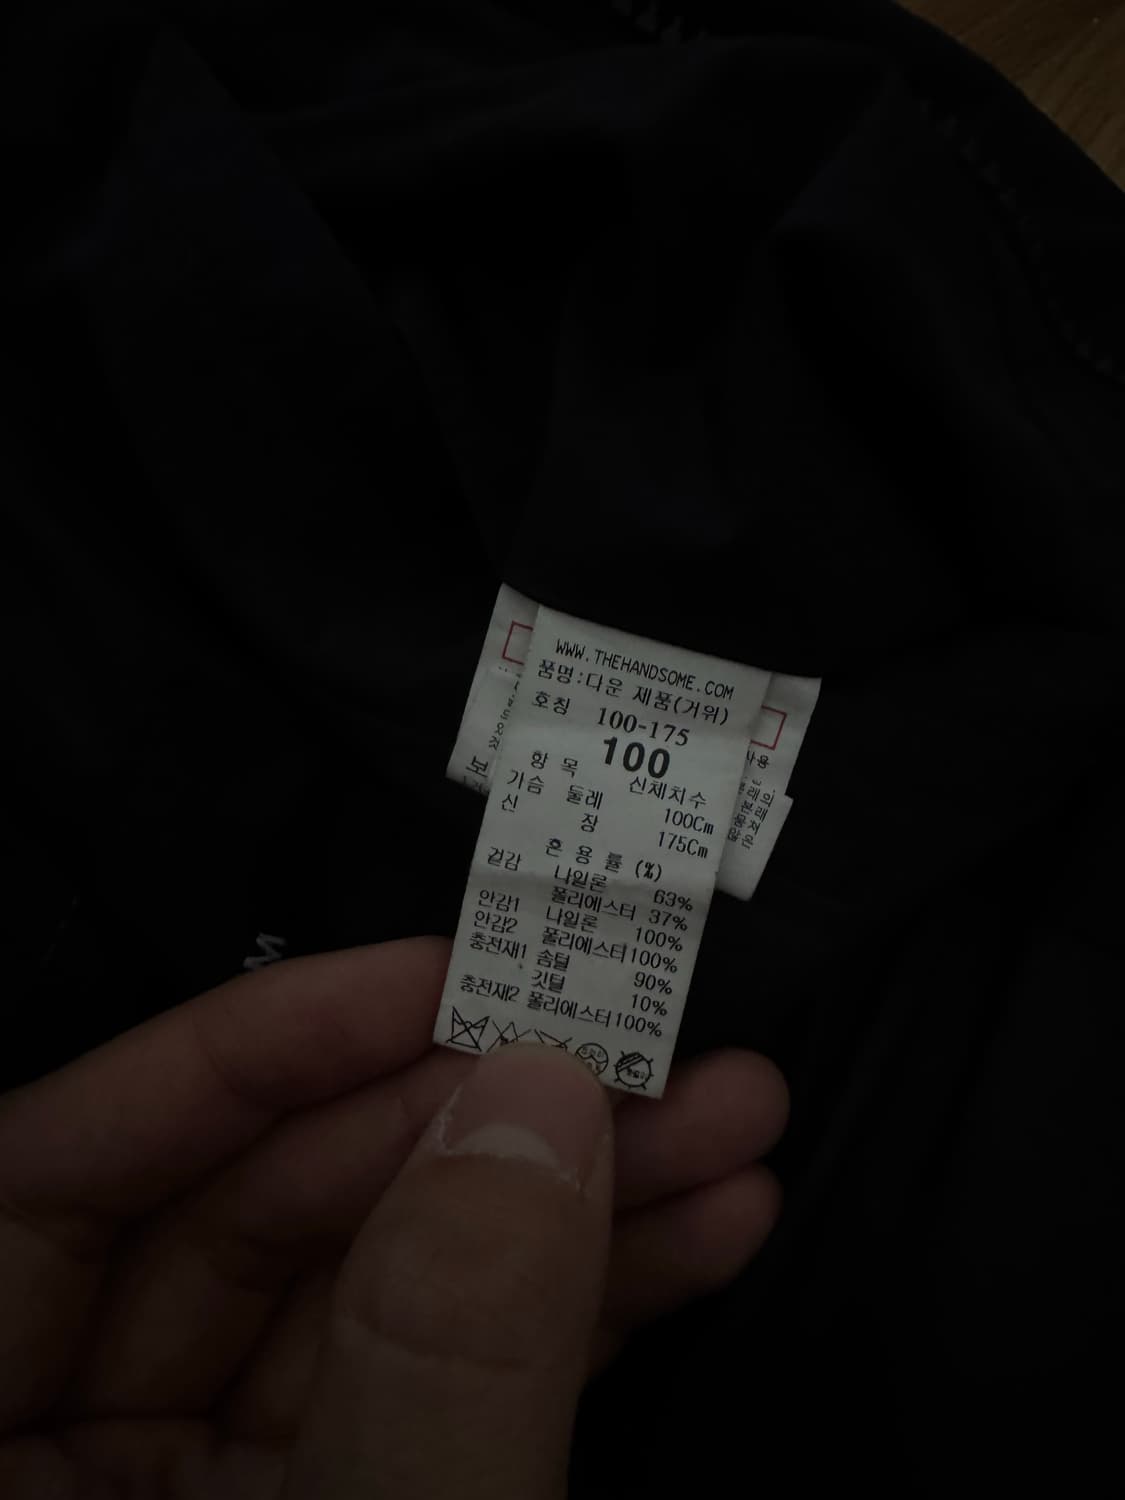 WWW.THEHANDSOME.COM
품명:다운 제품(거위)
호칭 100-175
100
항 목 신체치수
가슴 둘레 100Cm
신 장 175Cm
혼 용 률 (%)
겉감 나일론 63%
폴리에스터 37%
안감1 나일론 100%
안감2 폴리에스터100%
충전재1 솜털 90%
깃털 10%
충전재2 폴리에스터100%
M